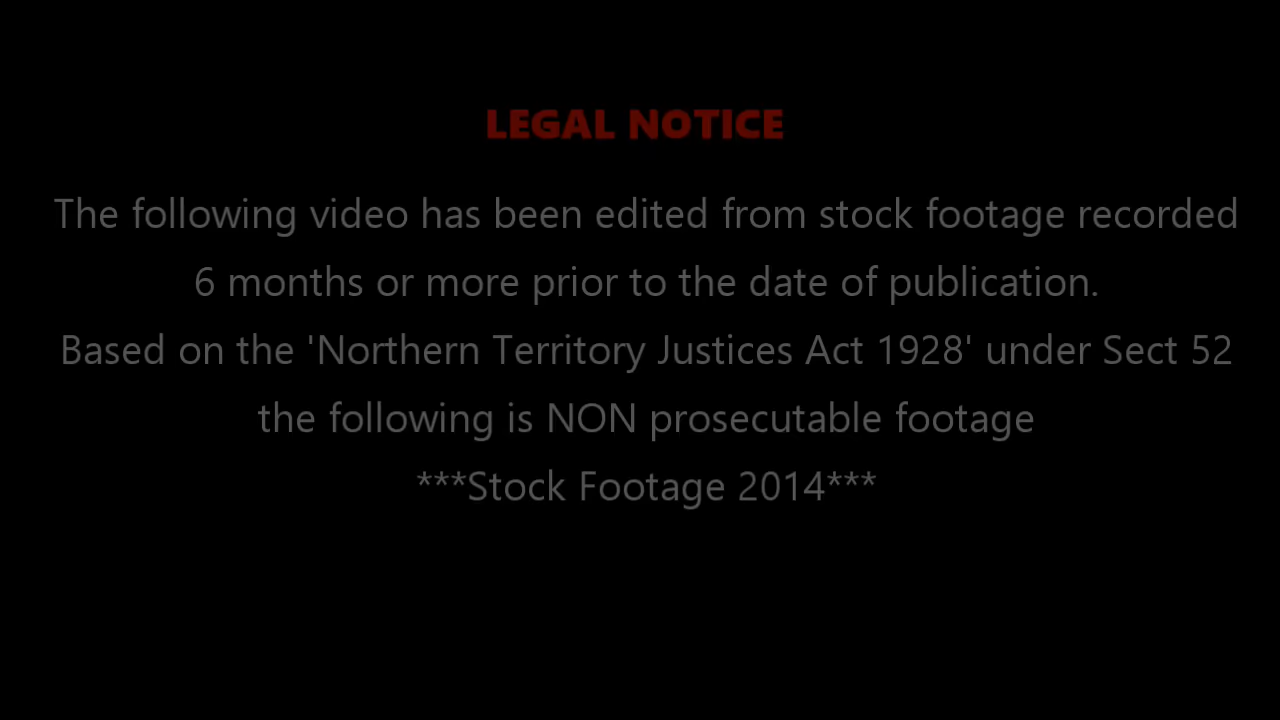 LEGAL NOTICE
The following video has been edited from stock footage recorded
6 months or more prior to the date of publication.
Based on the 'Northern Territory Justices Act 1928' under Sect 52
the following is NON prosecutable footage
***Stock Footage 2014***